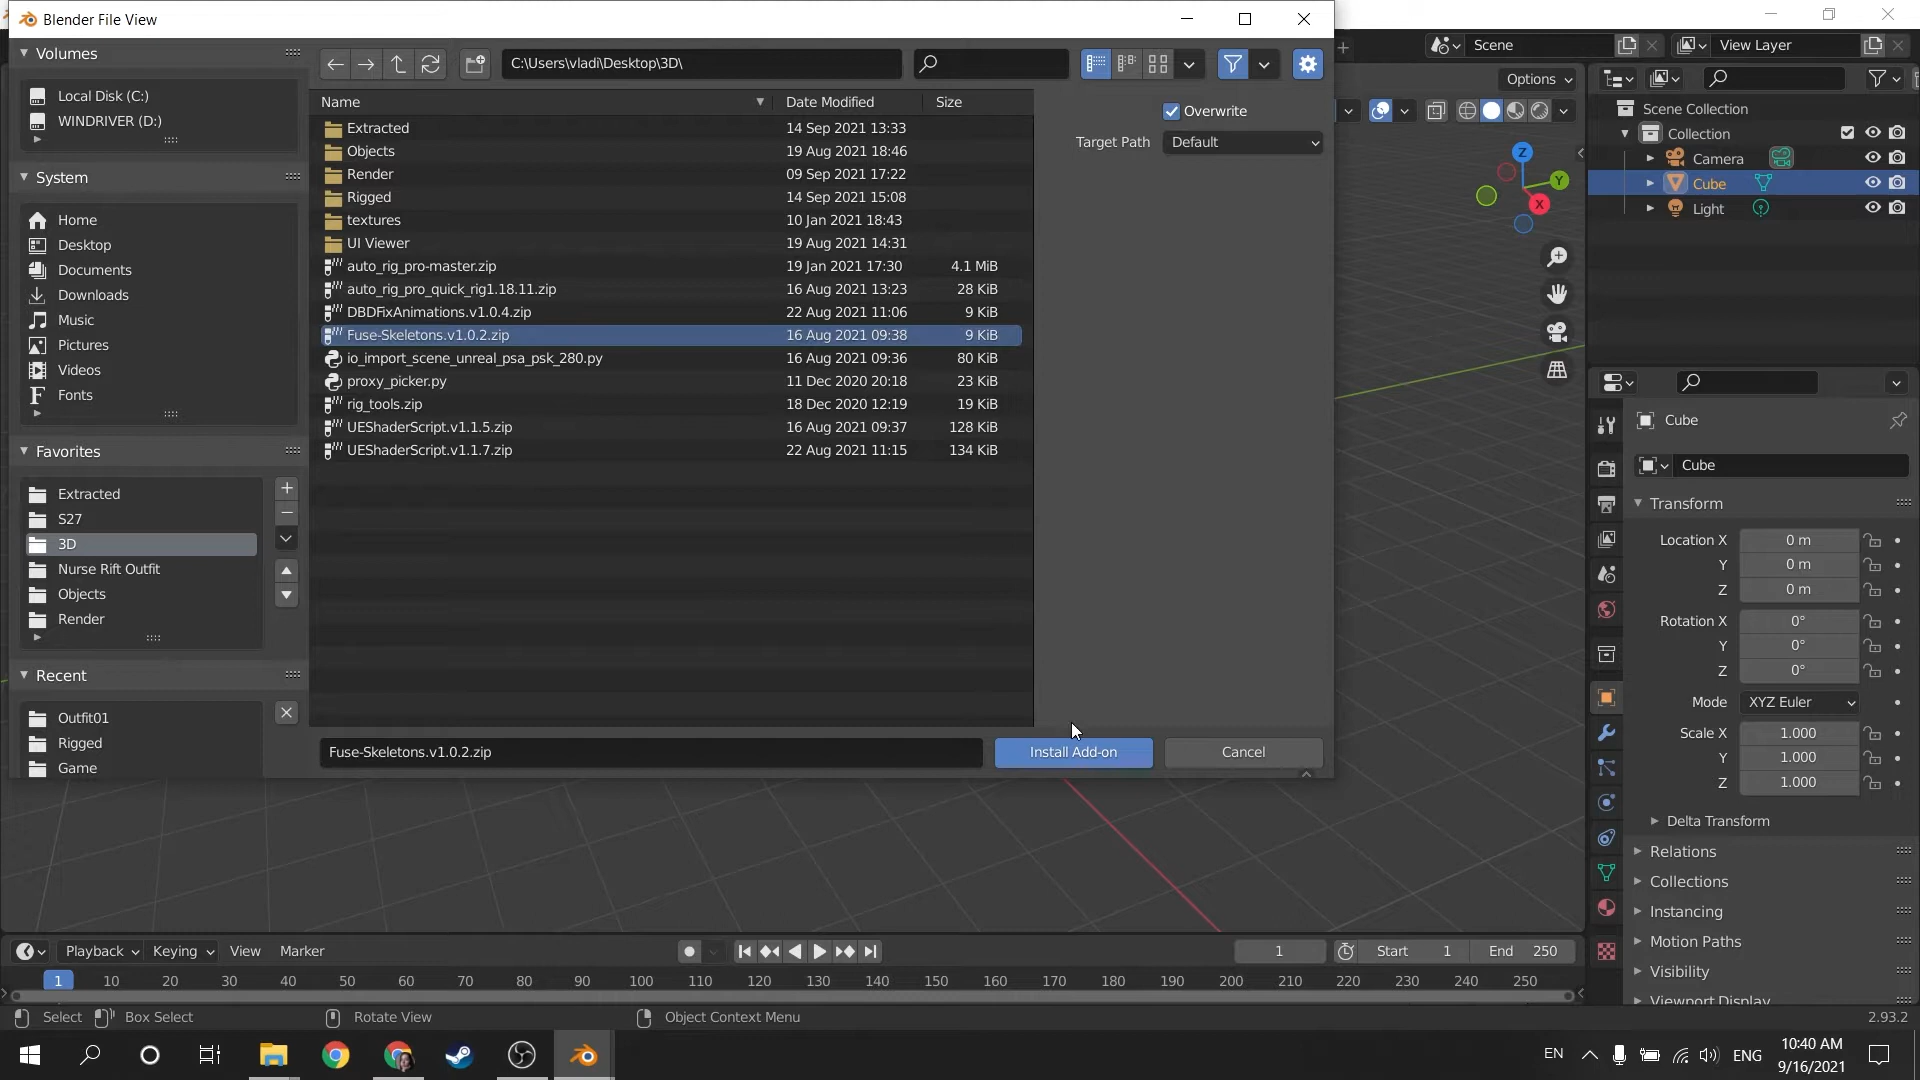 Blender File View
Volumes
Local Disk (C:)
WINDRIVER (D:)
System
Home
Desktop
Documents
Downloads
Music
Pictures
Videos
Fonts
Favorites
Extracted
S27
3D
Nurse Rift Outfit
Objects
Render
Recent
Outfit01
Rigged
Game
C:\Users\vladi\Desktop\3D\
Name Date Modified Size
Extracted 14 Sep 2021 13:33
Objects 19 Aug 2021 18:46
Render 09 Sep 2021 17:22
Rigged 14 Sep 2021 15:08
textures 10 Jan 2021 18:43
UI Viewer 19 Aug 2021 14:31
auto_rig_pro-master.zip 19 Jan 2021 17:30 4.1 MiB
auto_rig_pro_quick_rig1.18.11.zip 16 Aug 2021 13:23 28 KiB
DBDFixAnimations.v1.0.4.zip 22 Aug 2021 11:06 9 KiB
Fuse-Skeletons.v1.0.2.zip 16 Aug 2021 09:38 9 KiB
io_import_scene_unreal_psa_psk_280.py 16 Aug 2021 09:36 80 KiB
proxy_picker.py 11 Dec 2020 20:18 23 KiB
rig_tools.zip 18 Dec 2020 12:19 19 KiB
UEShaderScript.v1.1.5.zip 16 Aug 2021 09:37 128 KiB
UEShaderScript.v1.1.7.zip 22 Aug 2021 11:15 134 KiB
Overwrite
Target Path Default
Fuse-Skeletons.v1.0.2.zip
Install Add-on
Cancel
Scene
View Layer
Options
Z
Y
X
Scene Collection
Collection
Camera
Cube
Light
Cube
Cube
Transform
Location X 0 m
Y 0 m
Z 0 m
Rotation X 0°
Y 0°
Z 0°
Mode XYZ Euler
Scale X 1.000
Y 1.000
Z 1.000
Delta Transform
Relations
Collections
Instancing
Motion Paths
Visibility
Viewport Display
Playback Keying View Marker
1 Start 1 End 250
1 10 20 30 40 50 60 70 80 90 100 110 120 130 140 150 160 170 180 190 200 210 220 230 240 250
Select Box Select Rotate View Object Context Menu 2.93.2
EN ENG
10:40 AM
9/16/2021